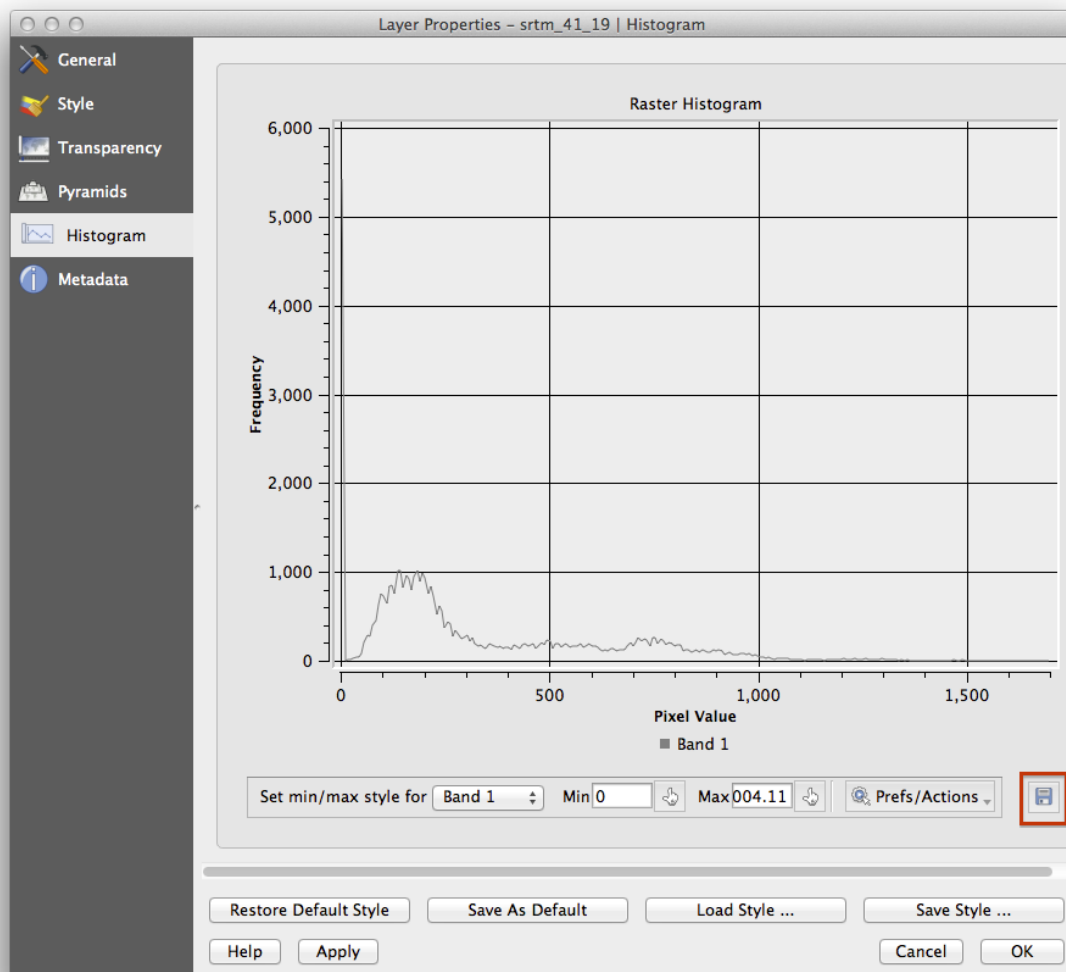 Layer Properties – srtm_41_19 | Histogram
General
Style
Transparency
Pyramids
Histogram
Metadata
Raster Histogram
6,000
5,000
4,000
3,000
2,000
1,000
0
Frequency
0 500 1,000 1,500
Pixel Value
Band 1
Set min/max style for Band 1 Min 0 Max 004.11 Prefs/Actions
Restore Default Style Save As Default Load Style ... Save Style ...
Help Apply Cancel OK